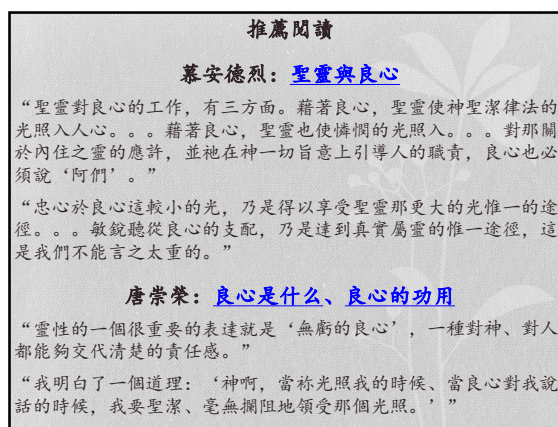 推薦閱讀
慕安德烈：聖靈與良心
“聖靈對良心的工作，有三方面。藉著良心，聖靈使神聖潔律法的
光照入人心。。。藉著良心，聖靈也使憐憫的光照入。。。對那關
於內住之靈的應許，並祂在神一切旨意上引導人的職責，良心也必
須說‘阿們’。”
“忠心於良心這較小的光，乃是得以享受聖靈那更大的光惟一的途
徑。。。敏銳聽從良心的支配，乃是達到真實屬靈的惟一途徑，這
是我們不能言之太重的。”
唐崇榮：良心是什么、良心的功用
“靈性的一個很重要的表達就是‘無虧的良心’，一種對神、對人
都能夠交代清楚的責任感。”
“我明白了一個道理：‘神啊，當祢光照我的時候、當良心對我說
話的時候，我要聖潔、毫無攔阻地領受那個光照。’”